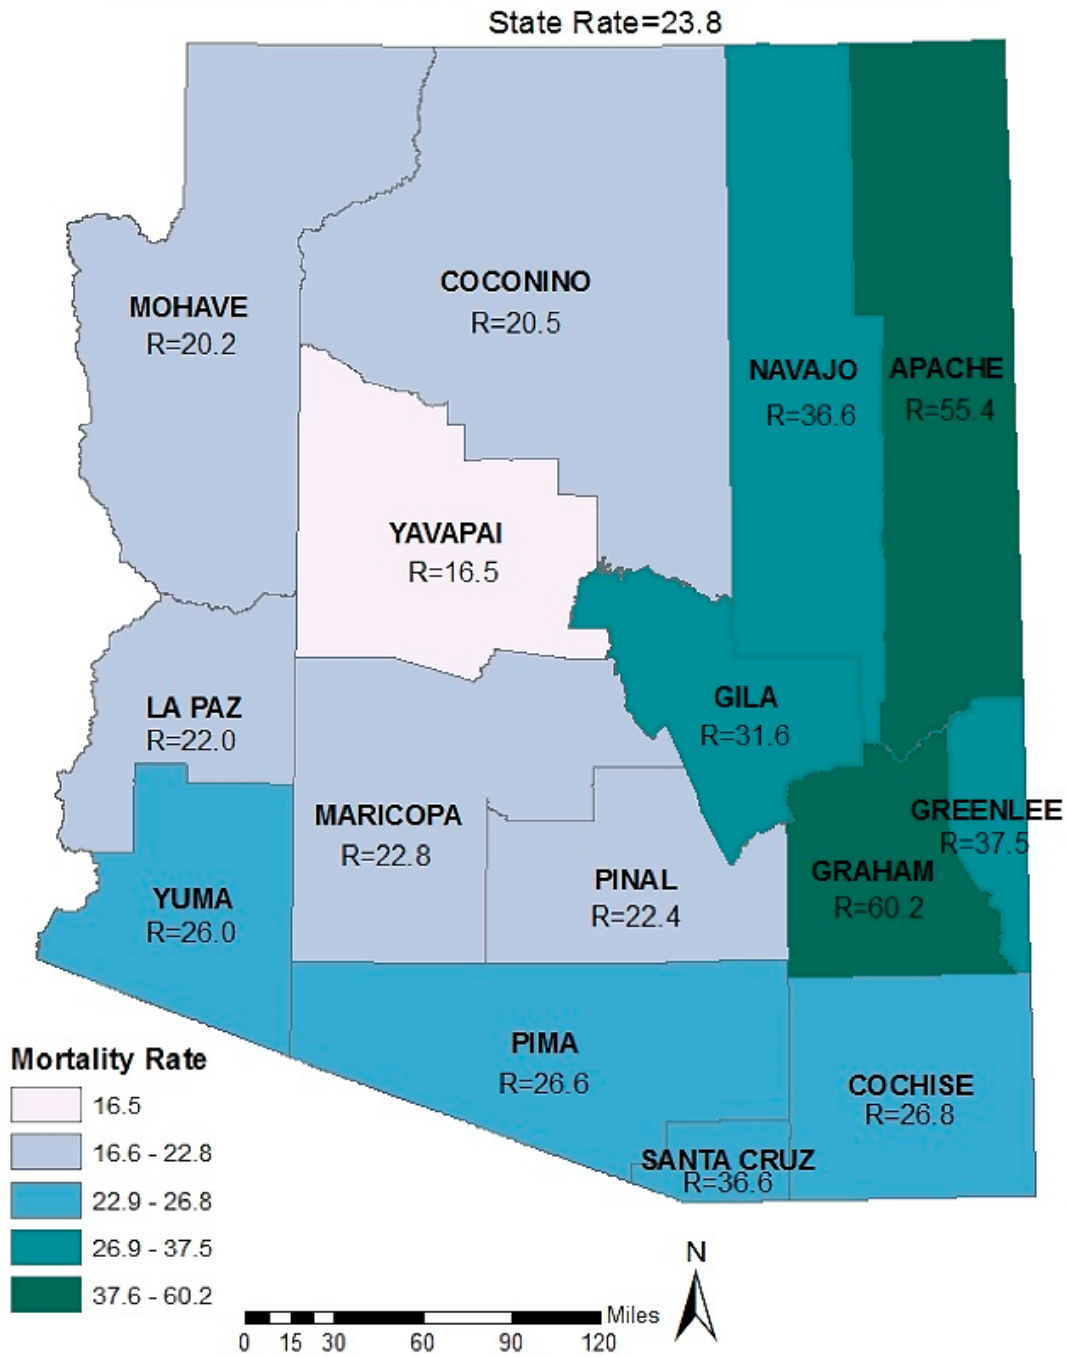 State Rate=23.8
COCONINO
R=20.5
MOHAVE
R=20.2
NAVAJO
R=36.6
APACHE
R=55.4
YAVAPAI
R=16.5
GILA
R=31.6
LA PAZ
R=22.0
MARICOPA
R=22.8
GREENLEE
R=37.5
GRAHAM
R=60.2
PINAL
R=22.4
YUMA
R=26.0
PIMA
R=26.6
COCHISE
R=26.8
SANTA CRUZ
R=36.6
Mortality Rate
16.5
16.6 - 22.8
22.9 - 26.8
26.9 - 37.5
37.6 - 60.2
N
Miles
0 15 30 60 90 120